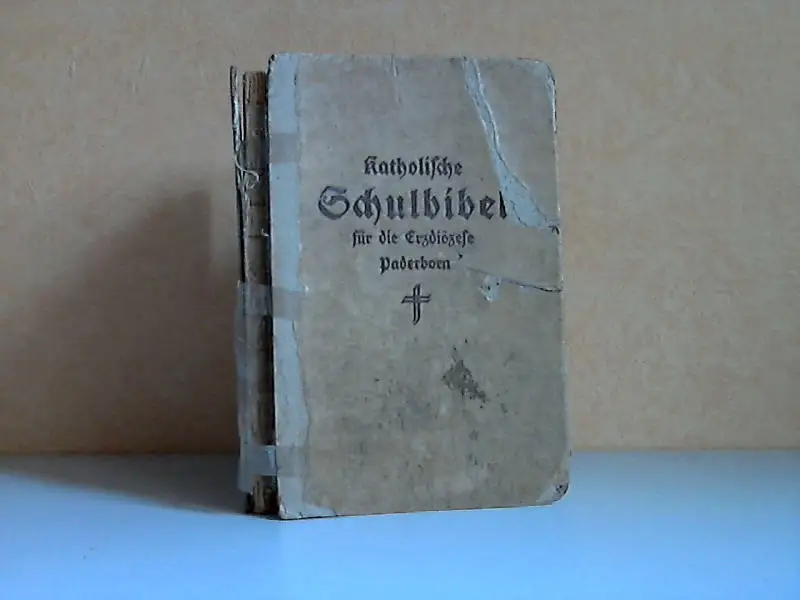 Katholische
Schulbibel
für die Erzdiözese
Paderborn